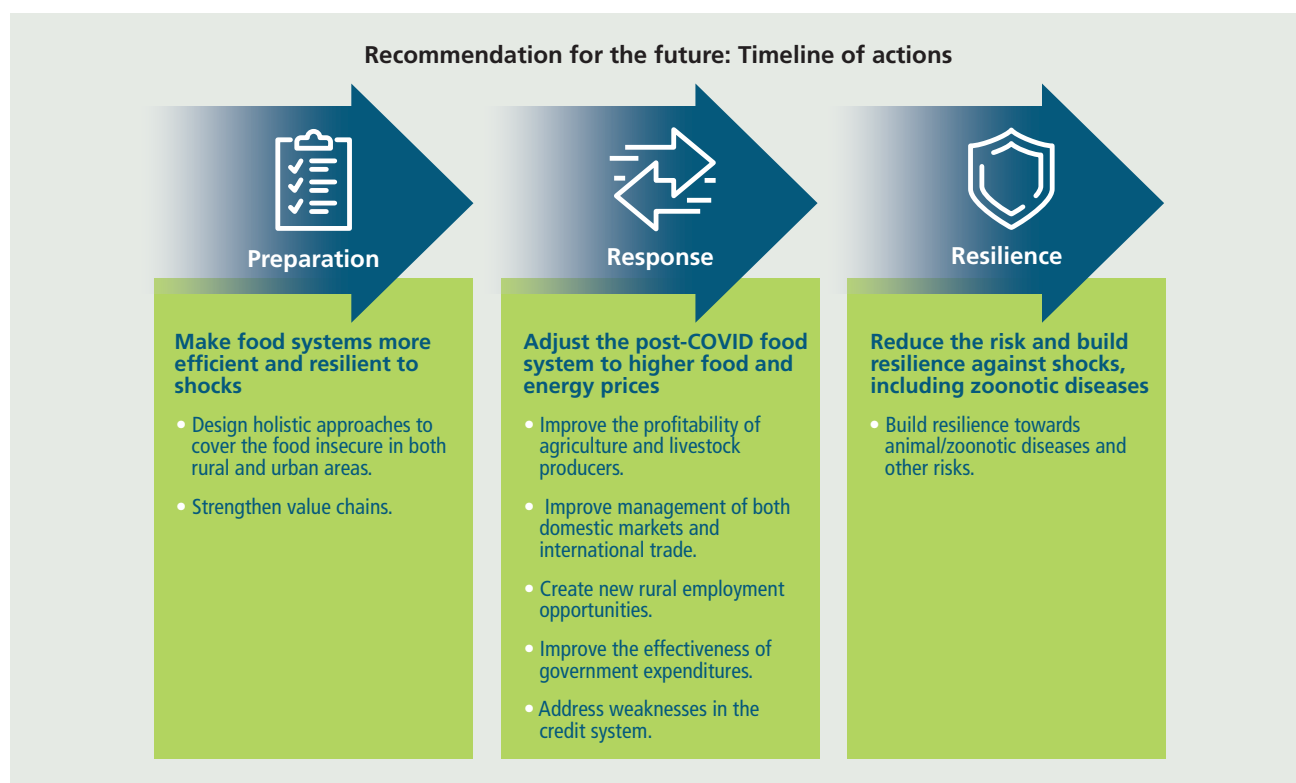 Recommendation for the future: Timeline of actions
Preparation
Make food systems more
efficient and resilient to
shocks
• Design holistic approaches to
cover the food insecure in both
rural and urban areas.
• Strengthen value chains.
Response
Adjust the post-COVID food
system to higher food and
energy prices
• Improve the profitability of
agriculture and livestock
producers.
• Improve management of both
domestic markets and
international trade.
• Create new rural employment
opportunities.
• Improve the effectiveness of
government expenditures.
• Address weaknesses in the
credit system.
Resilience
Reduce the risk and build
resilience against shocks,
including zoonotic diseases
• Build resilience towards
animal/zoonotic diseases and
other risks.